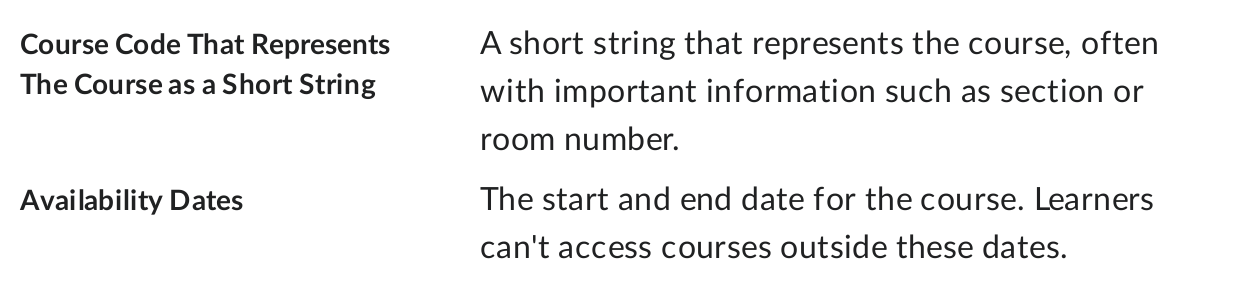 Course Code That Represents
The Course as a Short String
A short string that represents the course, often
with important information such as section or
room number.
Availability Dates
The start and end date for the course. Learners
can't access courses outside these dates.